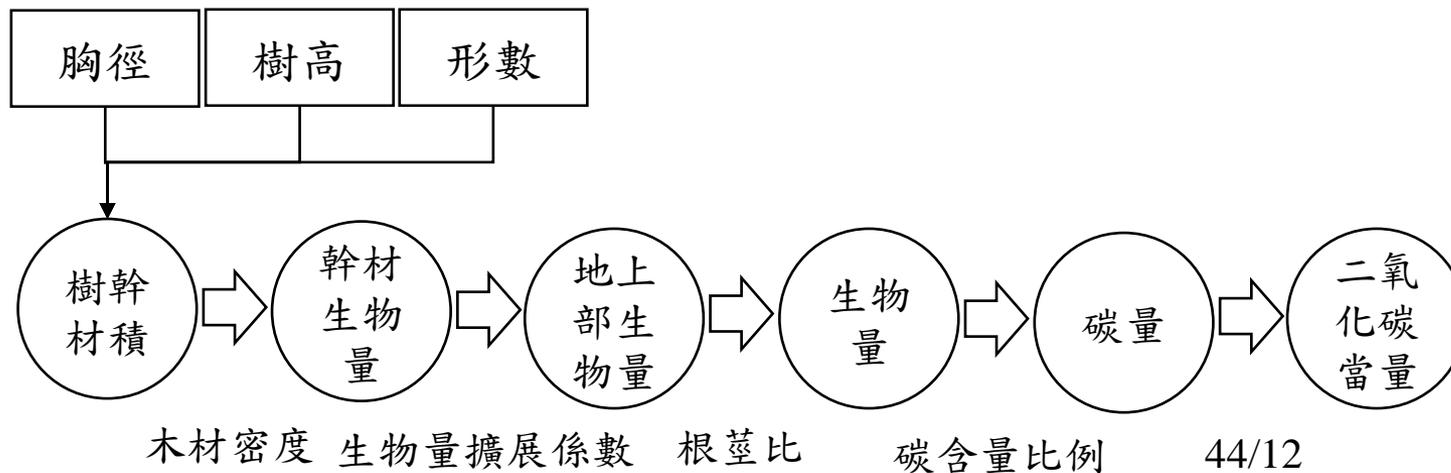 胸徑
樹高
形數
樹幹
材積
幹材
生物
量
地上
部生
物量
生物
量
碳量
二氧
化碳
當量
木材密度
生物量擴展係數
根莖比
碳含量比例
44/12